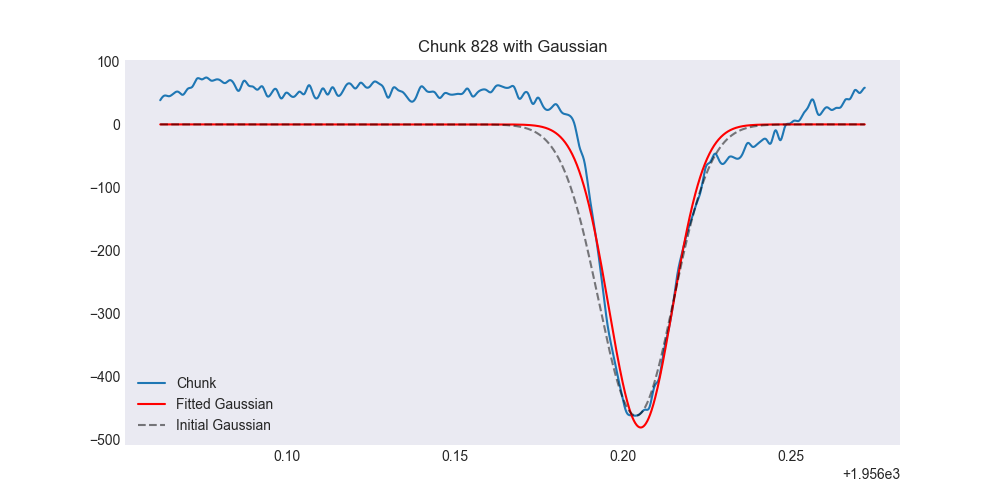 Chunk 828 with Gaussian
100
0
−100
−200
−300
−400
−500
Chunk
Fitted Gaussian
Initial Gaussian
0.10 0.15 0.20 0.25
+1.956e3